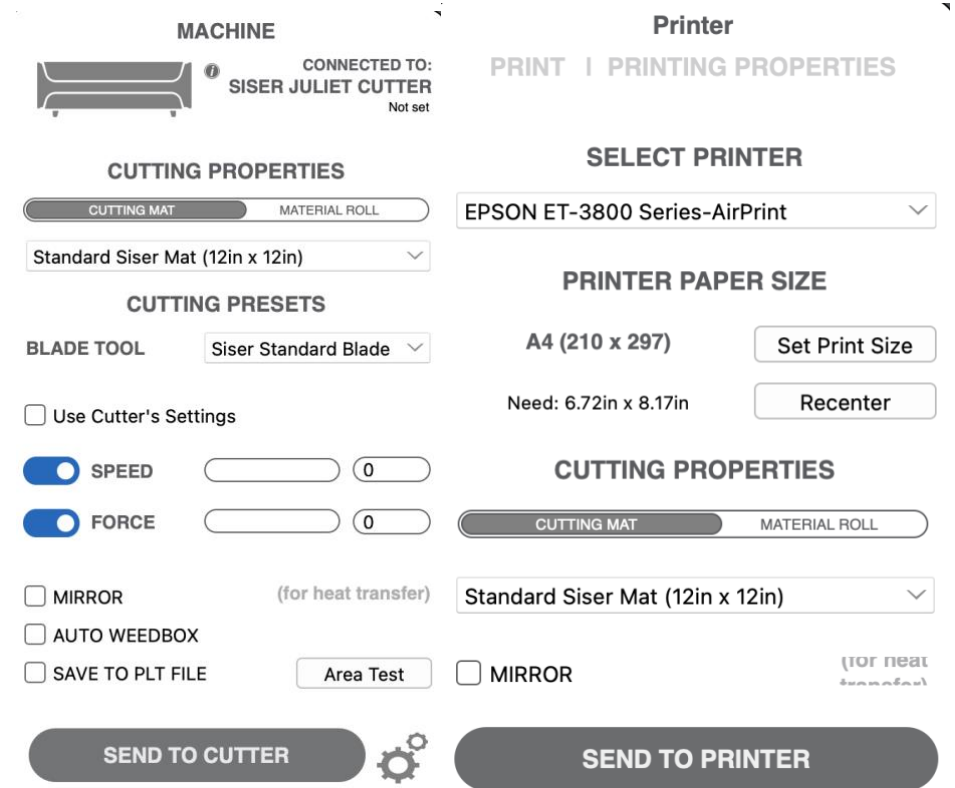 MACHINE
i
CONNECTED TO:
SISER JULIET CUTTER
Not set
CUTTING PROPERTIES
CUTTING MAT MATERIAL ROLL
Standard Siser Mat (12in x 12in)
CUTTING PRESETS
BLADE TOOL Siser Standard Blade
Use Cutter's Settings
SPEED 0
FORCE 0
MIRROR (for heat transfer)
AUTO WEEDBOX
SAVE TO PLT FILE Area Test
SEND TO CUTTER
Printer
PRINT | PRINTING PROPERTIES
SELECT PRINTER
EPSON ET-3800 Series-AirPrint
PRINTER PAPER SIZE
A4 (210 x 297) Set Print Size
Need: 6.72in x 8.17in Recenter
CUTTING PROPERTIES
CUTTING MAT MATERIAL ROLL
Standard Siser Mat (12in x 12in)
MIRROR (for heat
transfer)
SEND TO PRINTER